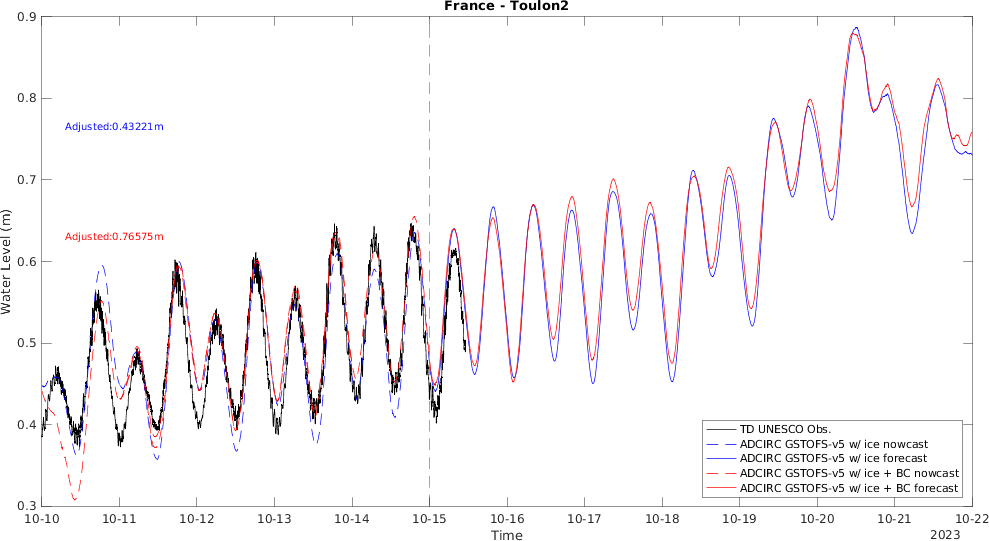 France - Toulon2
0.9
0.8
0.7
0.6
0.5
0.4
0.3
Water Level (m)
Adjusted:0.43221m
Adjusted:0.76575m
TD UNESCO Obs.
ADCIRC GSTOFS-v5 w/ ice nowcast
ADCIRC GSTOFS-v5 w/ ice forecast
ADCIRC GSTOFS-v5 w/ ice + BC nowcast
ADCIRC GSTOFS-v5 w/ ice + BC forecast
10-10 10-11 10-12 10-13 10-14 10-15 10-16 10-17 10-18 10-19 10-20 10-21 10-22
Time
2023